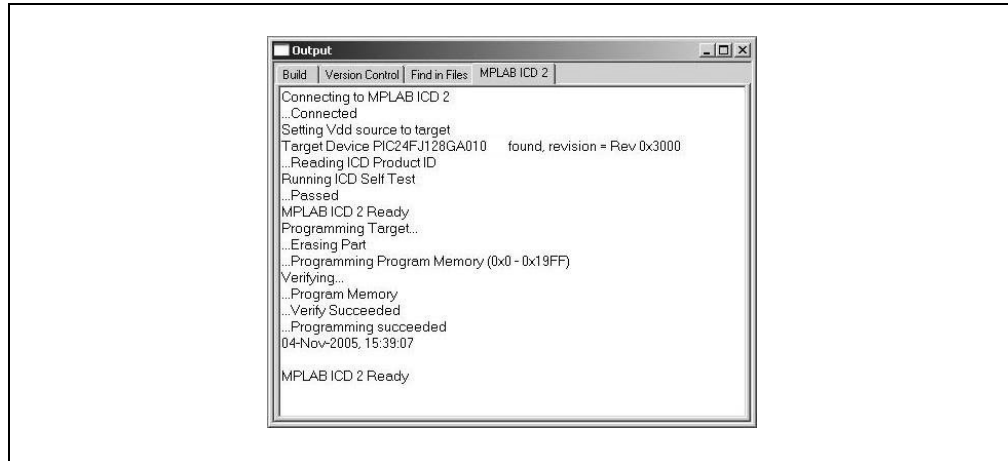 Output
Build Version Control Find in Files MPLAB ICD 2
Connecting to MPLAB ICD 2
...Connected
Setting Vdd source to target
Target Device PIC24FJ128GA010 found, revision = Rev 0x3000
...Reading ICD Product ID
Running ICD Self Test
...Passed
MPLAB ICD 2 Ready
Programming Target...
...Erasing Part
...Programming Program Memory (0x0 - 0x19FF)
Verifying...
...Program Memory
...Verify Succeeded
...Programming succeeded
04-Nov-2005, 15:39:07
MPLAB ICD 2 Ready